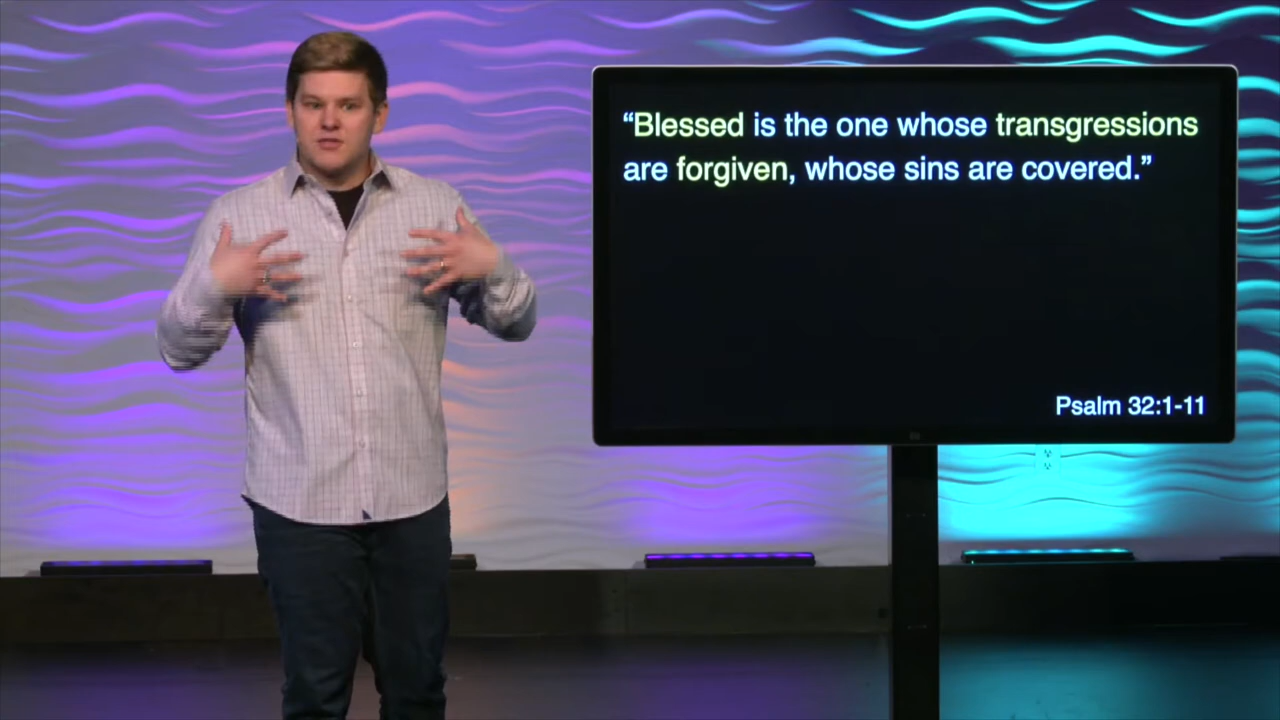 “Blessed is the one whose transgressions
are forgiven, whose sins are covered.”
Psalm 32:1-11